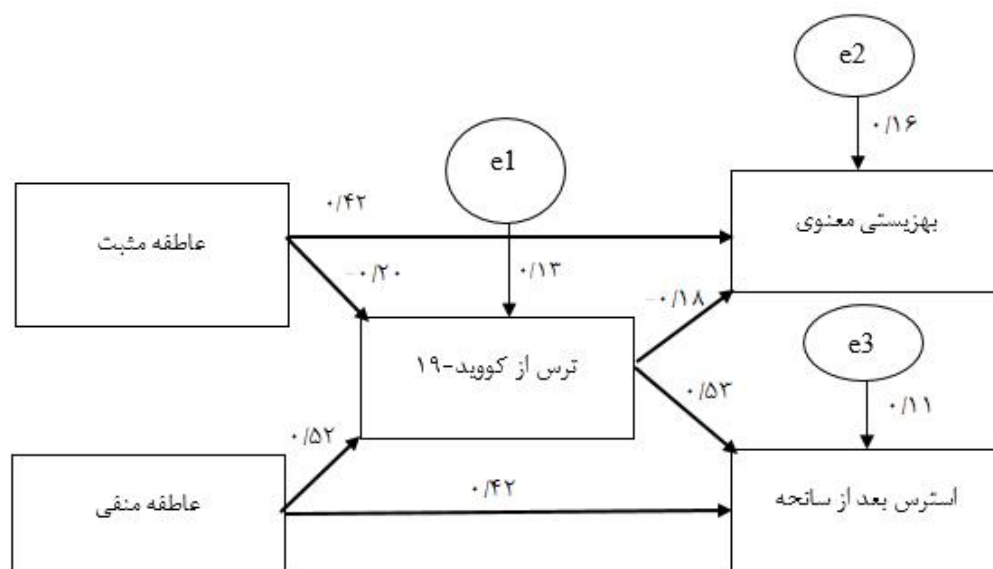 e2
۰/۱۶
e1
۰/۴۲
عاطفه مثبت
بهزیستی معنوی
-۰/۲۰
۰/۱۳
-۰/۱۸
e3
ترس از کووید-۱۹
۰/۵۳
۰/۱۱
۰/۵۲
۰/۴۲
عاطفه منفی
استرس بعد از سانحه